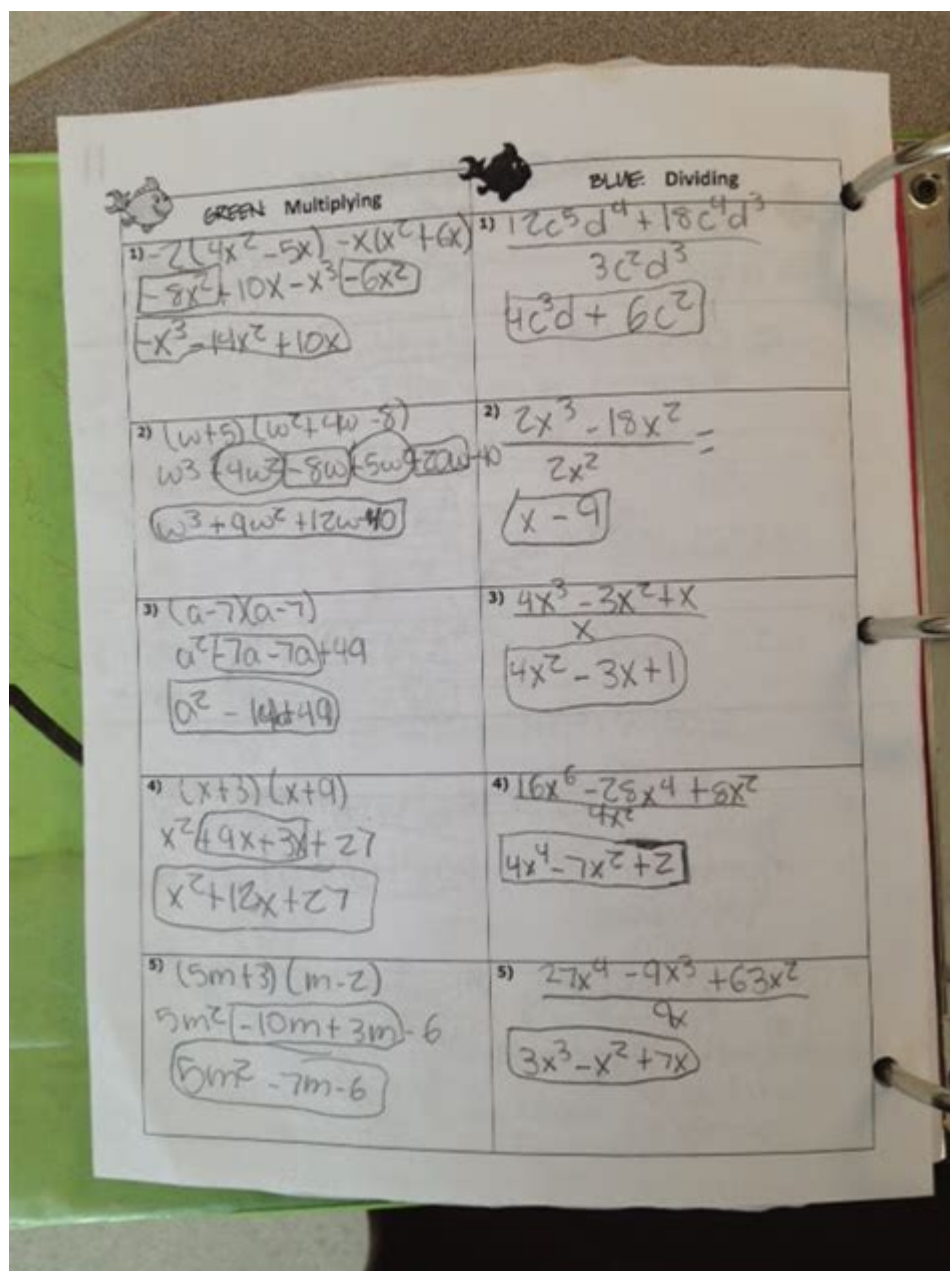 GREEN Multiplying
1) -2(4x² -5x) -x(x²+6x)
-8x²+10x-x³-6x²
-x³-14x²+10x
2) (w+5)(w²+4w-8)
w3 +4w²-8w+5w²+20w-40
w³+9w²+12w-40
3) (a-7)(a-7)
a²-7a-7a+49
a² - 14a+49
4) (x+3)(x+9)
x²+9x+3x+27
x²+12x+27
5) (5m+3)(m-2)
5m²-10m+3m-6
5m² -7m-6
BLUE: Dividing
1) 12c⁵d⁴+18c⁴d³
3c²d³
4c³d + 6c²
2) 2x³ -18x² =
2x²
x-9
3) 4x³ -3x²+x
x
4x² -3x+1
4) 16x⁶ -28x⁴ +8x²
4x²
4x⁴-7x²+2
5) 27x⁴ -9x³ +63x²
9x
3x³-x²+7x